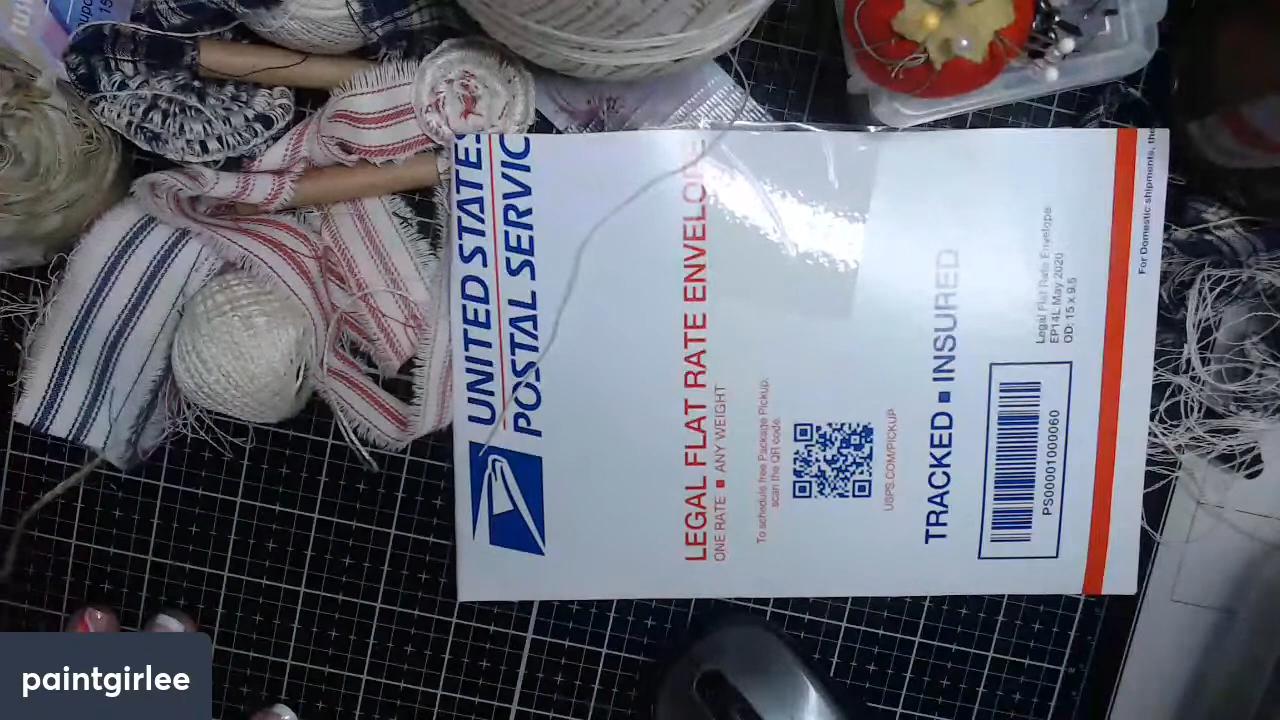 UNITED STATES
POSTAL SERVIC
LEGAL FLAT RATE ENVELOPE
ONE RATE ■ ANY WEIGHT
To schedule free Package Pickup,
scan the QR code.
USPS.COM/PICKUP
TRACKED ■ INSURED
PS00001000060
Legal Flat Rate Envelope
EP14L May 2020
OD: 15 x 9.5
For Domestic shipments, the
paintgirlee